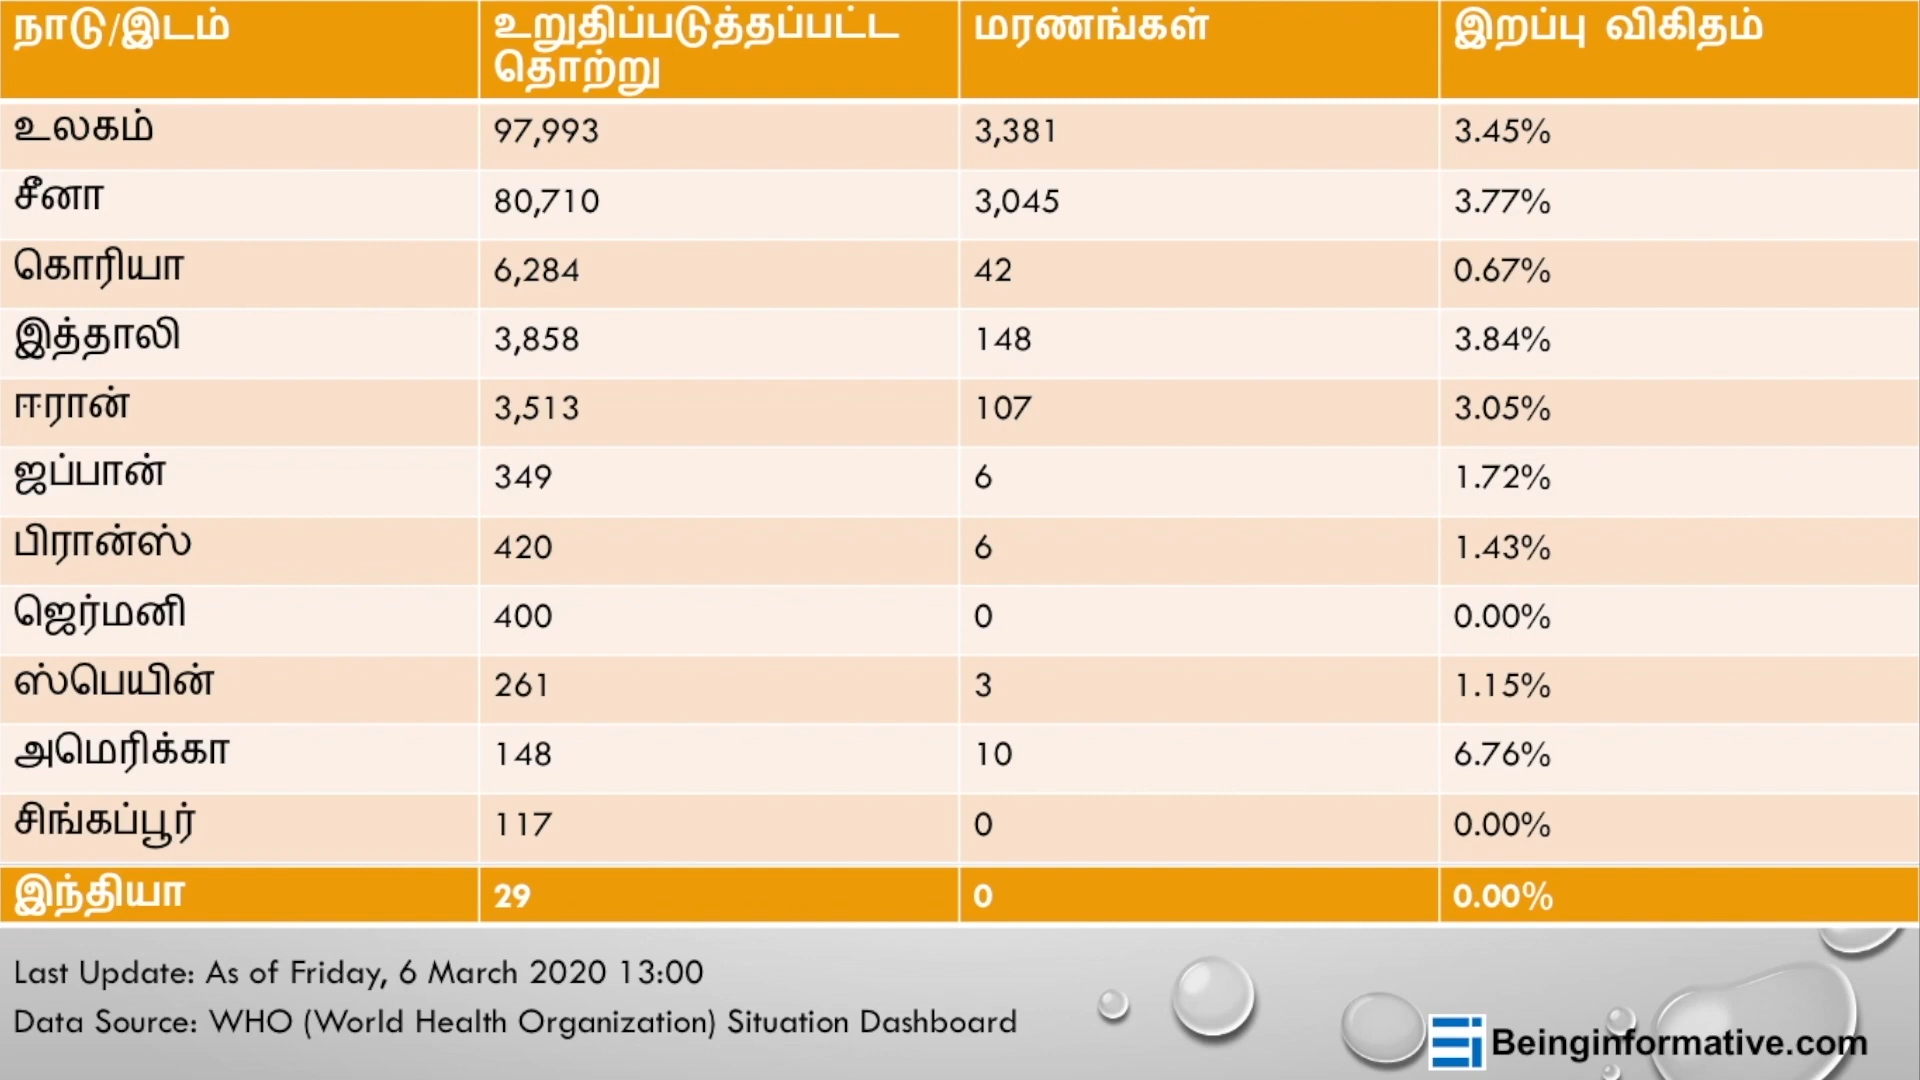 நாடு/இடம் உறுதிப்படுத்தப்பட்ட தொற்று மரணங்கள் இறப்பு விகிதம்
உலகம் 97,993 3,381 3.45%
சீனா 80,710 3,045 3.77%
கொரியா 6,284 42 0.67%
இத்தாலி 3,858 148 3.84%
ஈரான் 3,513 107 3.05%
ஜப்பான் 349 6 1.72%
பிரான்ஸ் 420 6 1.43%
ஜெர்மனி 400 0 0.00%
ஸ்பெயின் 261 3 1.15%
அமெரிக்கா 148 10 6.76%
சிங்கப்பூர் 117 0 0.00%
இந்தியா 29 0 0.00%
Last Update: As of Friday, 6 March 2020 13:00
Data Source: WHO (World Health Organization) Situation Dashboard
Beinginformative.com